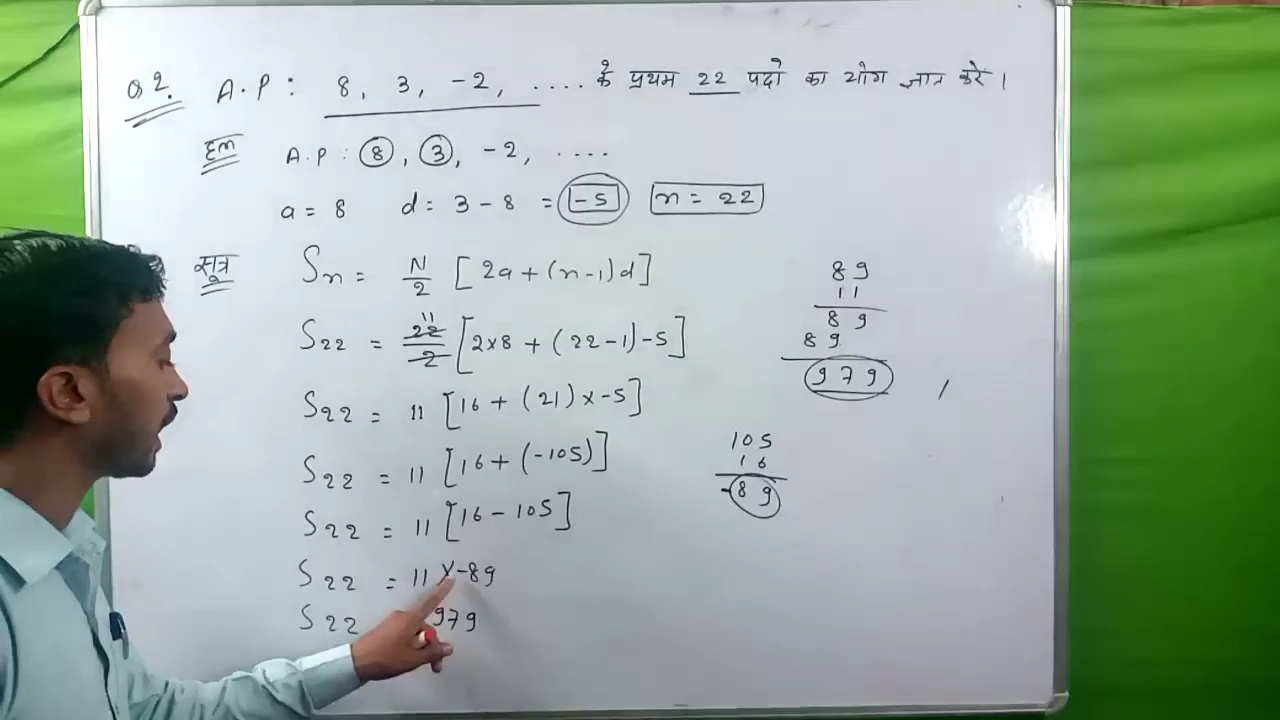 Q 2. A.P : 8, 3, -2, .... के प्रथम 22 पदो का योग ज्ञात करे ।
हल A.P : 8, 3, -2, ....
a = 8 d = 3 - 8 = -5 n = 22
सूत्र Sn = N/2 [2a + (n-1)d]
S22 = 22/2 11 [2×8 + (22-1)-5]
S22 = 11 [16 + (21)×-5]
S22 = 11 [16 + (-105)]
S22 = 11 [16 - 105]
S22 = 11 ×-89
S22 979
89
11
89
89
979
105
16
-89